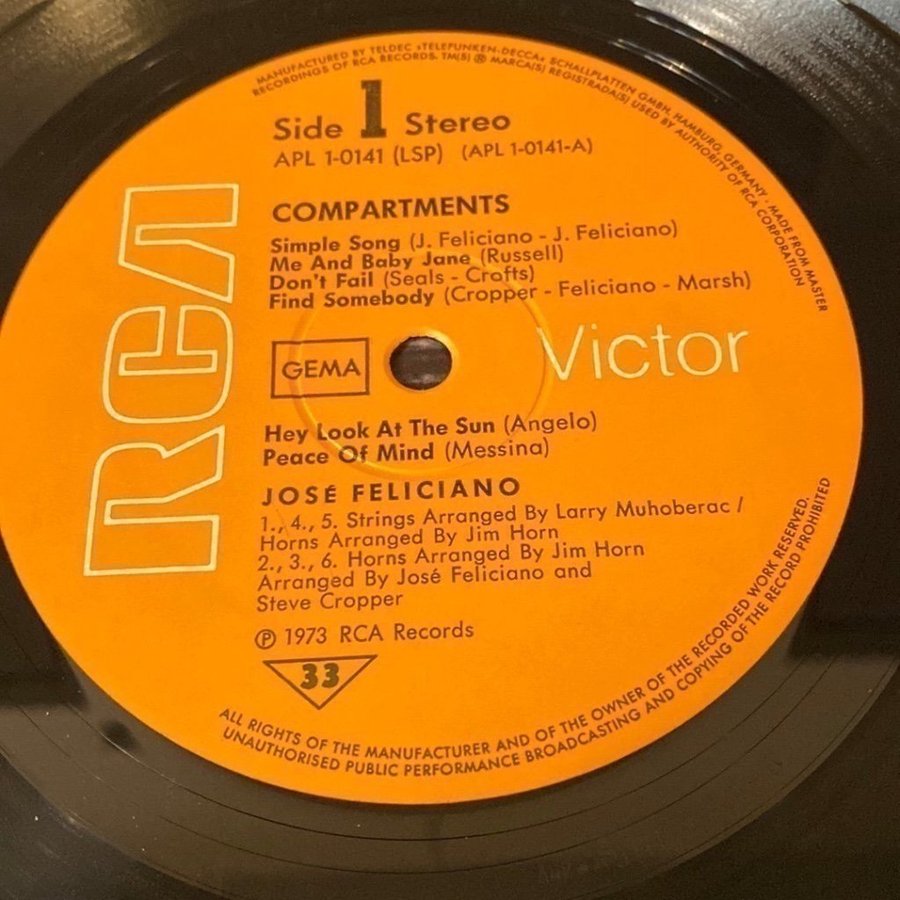 MANUFACTURED BY TELDEC »TELEFUNKEN-DECCA« SCHALLPLATTEN GMBH, HAMBURG, GERMANY · MADE FROM MASTER
RECORDINGS OF RCA RECORDS. TM(S) ® MARCA(S) REGISTRADA(S) USED BY AUTHORITY OF RCA CORPORATION
Side 1 Stereo
APL 1-0141 (LSP) (APL 1-0141-A)
COMPARTMENTS
Simple Song (J. Feliciano - J. Feliciano)
Me And Baby Jane (Russell)
Don't Fail (Seals - Crofts)
Find Somebody (Cropper - Feliciano - Marsh)
RCA
GEMA
Victor
Hey Look At The Sun (Angelo)
Peace Of Mind (Messina)
JOSÉ FELICIANO
1., 4., 5. Strings Arranged By Larry Muhoberac /
Horns Arranged By Jim Horn
2., 3., 6. Horns Arranged By Jim Horn
Arranged By José Feliciano and
Steve Cropper
℗ 1973 RCA Records
33
ALL RIGHTS OF THE MANUFACTURER AND OF THE OWNER OF THE RECORDED WORK RESERVED.
UNAUTHORISED PUBLIC PERFORMANCE BROADCASTING AND COPYING OF THE RECORD PROHIBITED